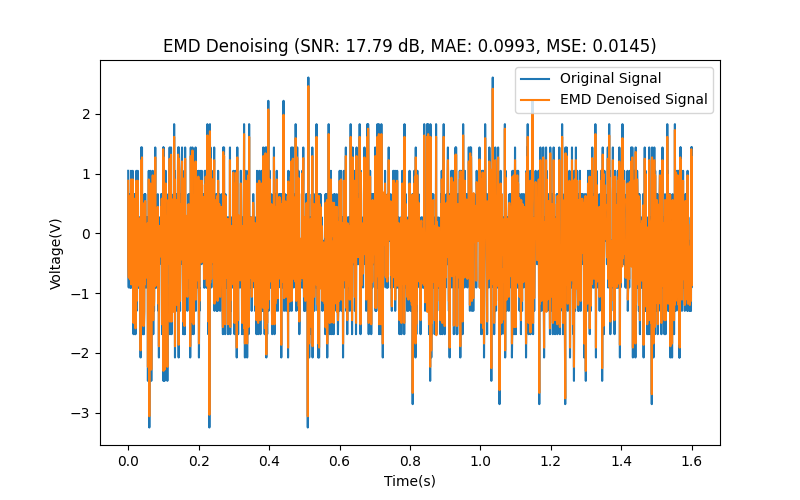 EMD Denoising (SNR: 17.79 dB, MAE: 0.0993, MSE: 0.0145)
Original Signal
EMD Denoised Signal
Voltage(V)
2
1
0
−1
−2
−3
0.0 0.2 0.4 0.6 0.8 1.0 1.2 1.4 1.6
Time(s)